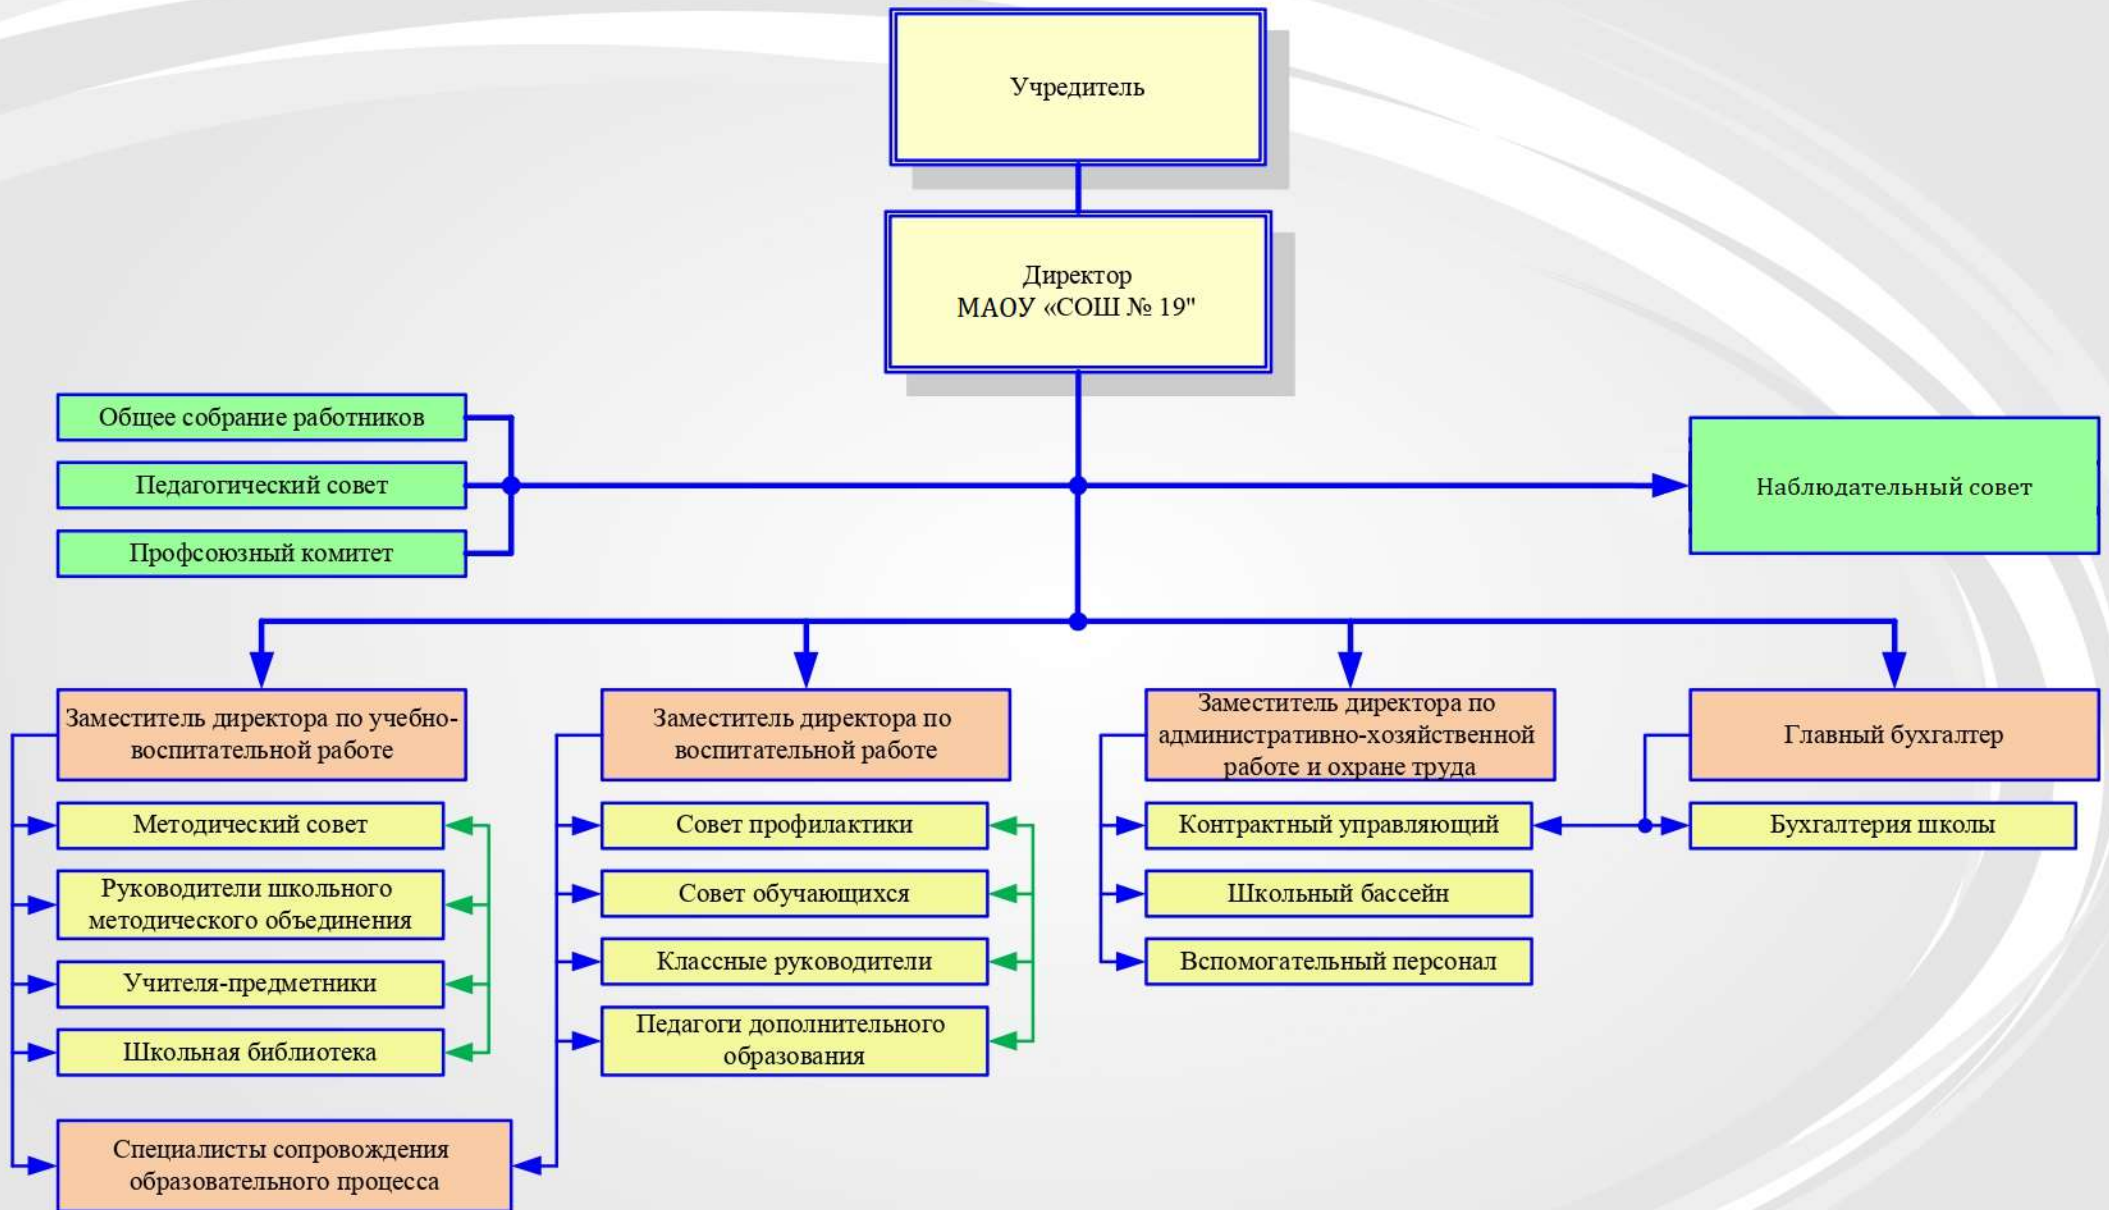 Учредитель
Директор
МАОУ «СОШ № 19"
Общее собрание работников
Педагогический совет
Профсоюзный комитет
Наблюдательный совет
Заместитель директора по учебно-
воспитательной работе
Методический совет
Руководители школьного
методического объединения
Учителя-предметники
Школьная библиотека
Специалисты сопровождения
образовательного процесса
Заместитель директора по
воспитательной работе
Совет профилактики
Совет обучающихся
Классные руководители
Педагоги дополнительного
образования
Заместитель директора по
административно-хозяйственной
работе и охране труда
Контрактный управляющий
Школьный бассейн
Вспомогательный персонал
Главный бухгалтер
Бухгалтерия школы